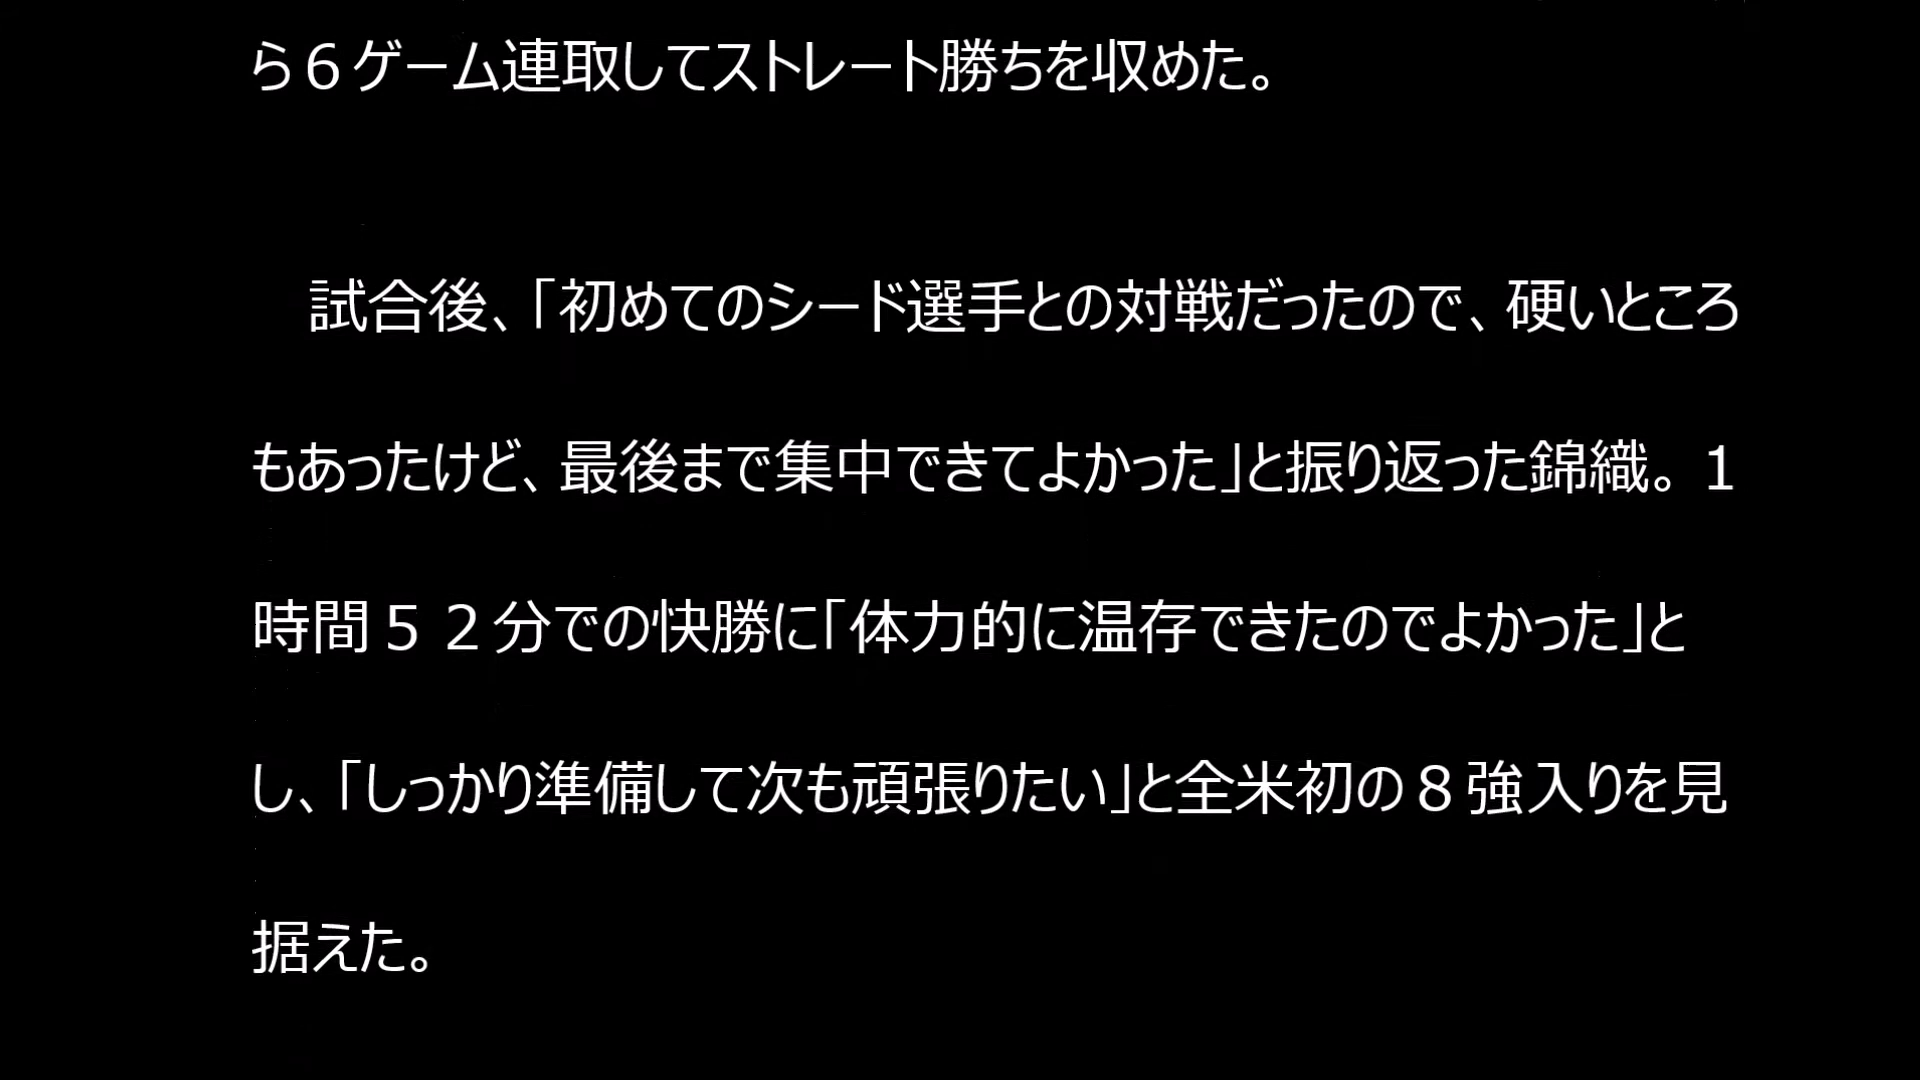 ら６ゲーム連取してストレート勝ちを収めた。
　試合後、「初めてのシード選手との対戦だったので、硬いところ
もあったけど、最後まで集中できてよかった」と振り返った錦織。１
時間５２分での快勝に「体力的に温存できたのでよかった」と
し、「しっかり準備して次も頑張りたい」と全米初の８強入りを見
据えた。